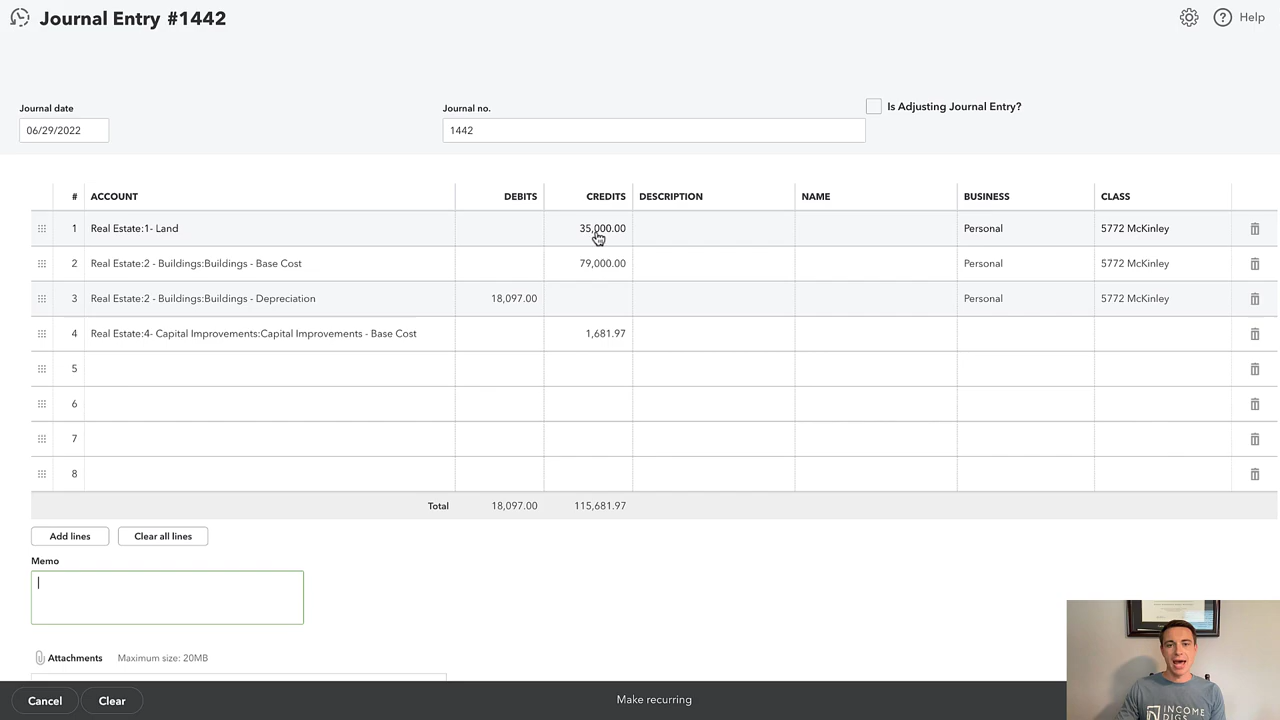 Journal Entry #1442
Help
Journal date
Journal no.
Is Adjusting Journal Entry?
06/29/2022
1442
# ACCOUNT DEBITS CREDITS DESCRIPTION NAME BUSINESS CLASS
1 Real Estate:1- Land 35,000.00 Personal 5772 McKinley
2 Real Estate:2 - Buildings:Buildings - Base Cost 79,000.00 Personal 5772 McKinley
3 Real Estate:2 - Buildings:Buildings - Depreciation 18,097.00 Personal 5772 McKinley
4 Real Estate:4- Capital Improvements:Capital Improvements - Base Cost 1,681.97
5
6
7
8
Total 18,097.00 115,681.97
Add lines Clear all lines
Memo
Attachments Maximum size: 20MB
Cancel Clear Make recurring
INCOME
DIGS